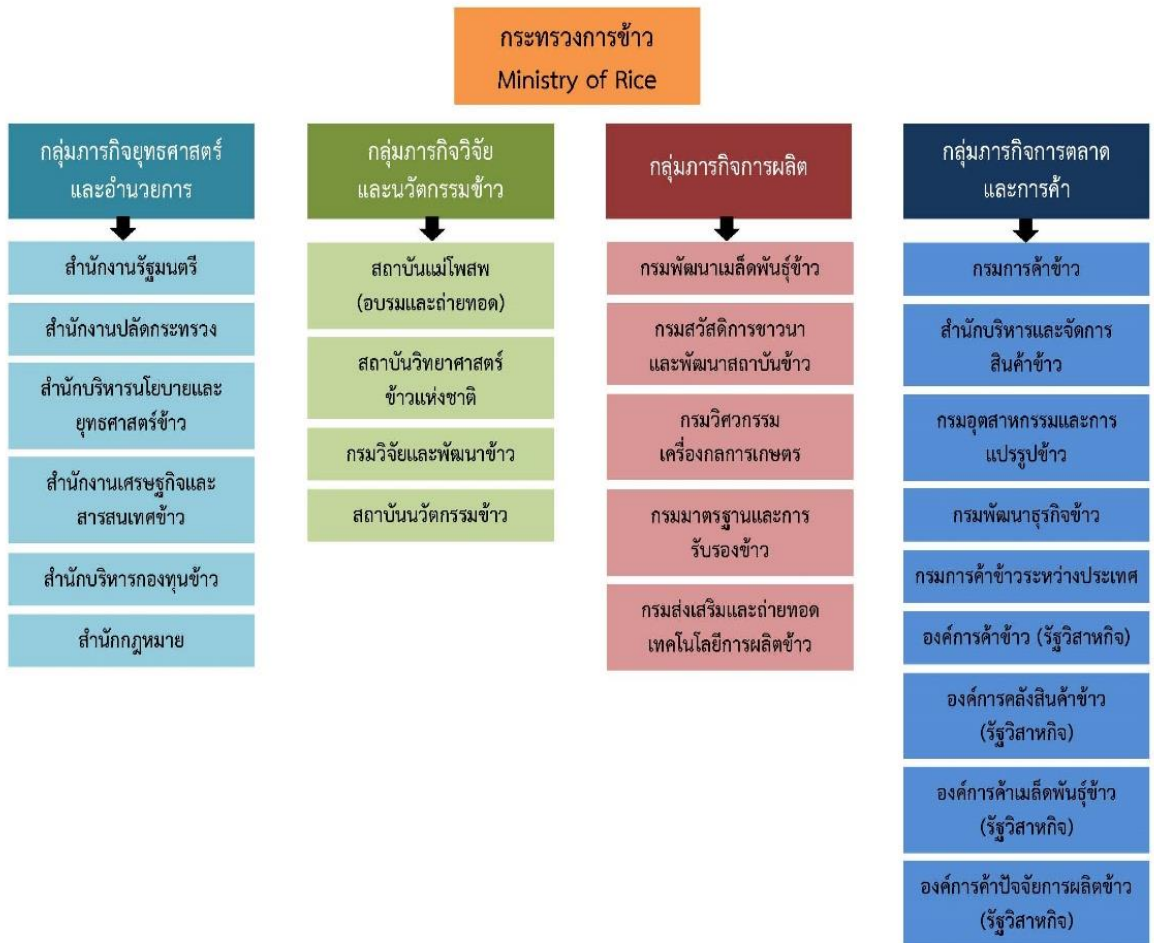 กระทรวงการข้าว
Ministry of Rice
กลุ่มภารกิจยุทธศาสตร์
และอำนวยการ
สำนักงานรัฐมนตรี
สำนักงานปลัดกระทรวง
สำนักบริหารนโยบายและ
ยุทธศาสตร์ข้าว
สำนักงานเศรษฐกิจและ
สารสนเทศข้าว
สำนักบริหารกองทุนข้าว
สำนักกฎหมาย
กลุ่มภารกิจวิจัย
และนวัตกรรมข้าว
สถาบันแม่โพสพ
(อบรมและถ่ายทอด)
สถาบันวิทยาศาสตร์
ข้าวแห่งชาติ
กรมวิจัยและพัฒนาข้าว
สถาบันนวัตกรรมข้าว
กลุ่มภารกิจการผลิต
กรมพัฒนาเมล็ดพันธุ์ข้าว
กรมสวัสดิการชาวนา
และพัฒนาสถาบันข้าว
กรมวิศวกรรม
เครื่องกลการเกษตร
กรมมาตรฐานและการ
รับรองข้าว
กรมส่งเสริมและถ่ายทอด
เทคโนโลยีการผลิตข้าว
กลุ่มภารกิจการตลาด
และการค้า
กรมการค้าข้าว
สำนักบริหารและจัดการ
สินค้าข้าว
กรมอุตสาหกรรมและการ
แปรรูปข้าว
กรมพัฒนาธุรกิจข้าว
กรมการค้าข้าวระหว่างประเทศ
องค์การค้าข้าว (รัฐวิสาหกิจ)
องค์การคลังสินค้าข้าว
(รัฐวิสาหกิจ)
องค์การค้าเมล็ดพันธุ์ข้าว
(รัฐวิสาหกิจ)
องค์การค้าปัจจัยการผลิตข้าว
(รัฐวิสาหกิจ)